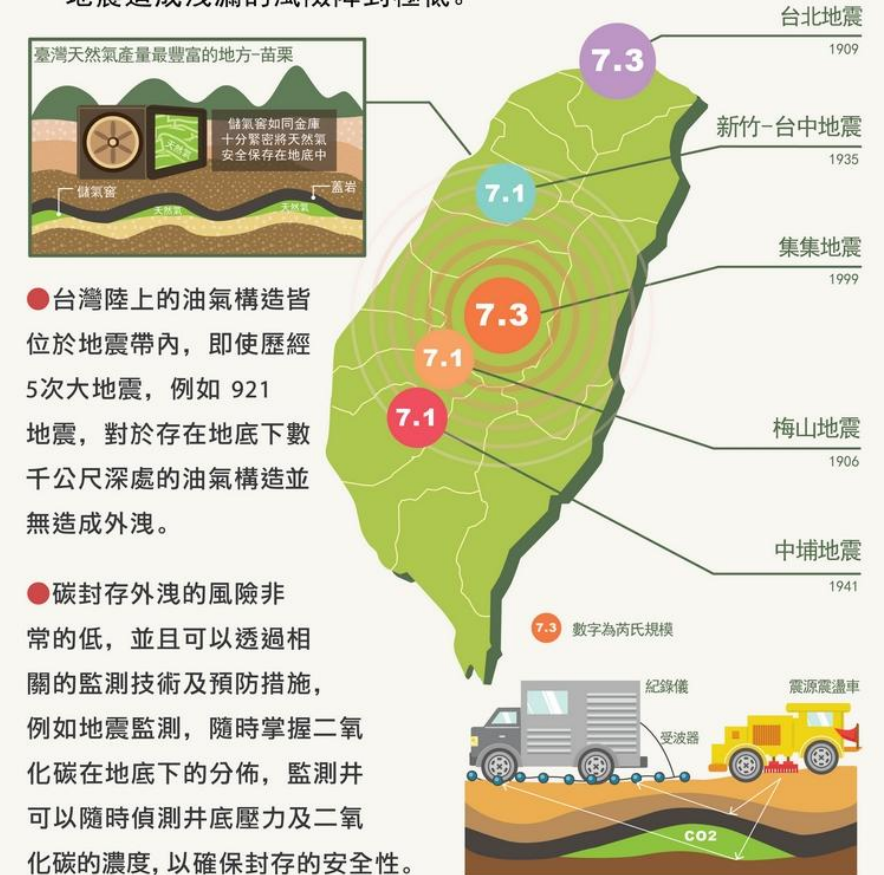 地震造成洩漏的風險降到極低。
臺灣天然氣產量最豐富的地方-苗栗
儲氣窖如同金庫
十分緊密將天然氣
安全保存在地底中
天然氣
儲氣窖
蓋岩
天然氣
天然氣
●台灣陸上的油氣構造皆
位於地震帶內，即使歷經
5次大地震，例如 921
地震，對於存在地底下數
千公尺深處的油氣構造並
無造成外洩。
●碳封存外洩的風險非
常的低，並且可以透過相
關的監測技術及預防措施，
例如地震監測，隨時掌握二氧
化碳在地底下的分佈，監測井
可以隨時偵測井底壓力及二氧
化碳的濃度，以確保封存的安全性。
7.3
台北地震
1909
7.1
新竹-台中地震
1935
7.3
集集地震
1999
7.1
梅山地震
1906
7.1
中埔地震
1941
7.3 數字為芮氏規模
紀錄儀
受波器
震源震盪車
CO2